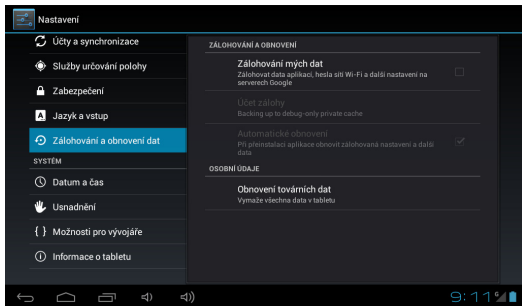 Nastavení
Účty a synchronizace
Služby určování polohy
Zabezpečení
Jazyk a vstup
Zálohování a obnovení dat
SYSTÉM
Datum a čas
Usnadnění
Možnosti pro vývojáře
Informace o tabletu
ZÁLOHOVÁNÍ A OBNOVENÍ
Zálohování mých dat
Zálohovat data aplikací, hesla sítí Wi-Fi a další nastavení na
serverech Google
Účet zálohy
Backing up to debug-only private cache
Automatické obnovení
Při přeinstalaci aplikace obnovit zálohovaná nastavení a další
data
OSOBNÍ ÚDAJE
Obnovení továrních dat
Vymaže všechna data v tabletu
9:11